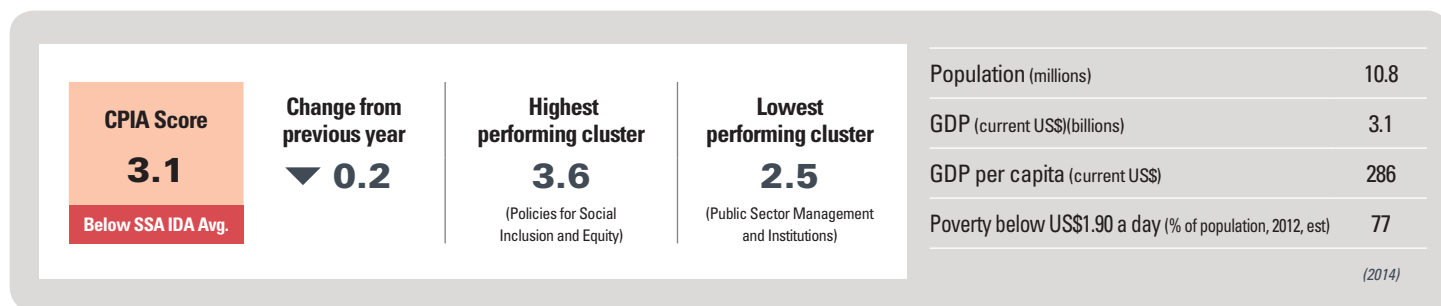 CPIA Score
3.1
Below SSA IDA Avg.
Change from
previous year
▼ 0.2
Highest
performing cluster
3.6
(Policies for Social
Inclusion and Equity)
Lowest
performing cluster
2.5
(Public Sector Management
and Institutions)
Population (millions) 10.8
GDP (current US$)(billions) 3.1
GDP per capita (current US$) 286
Poverty below US$1.90 a day (% of population, 2012, est) 77
(2014)